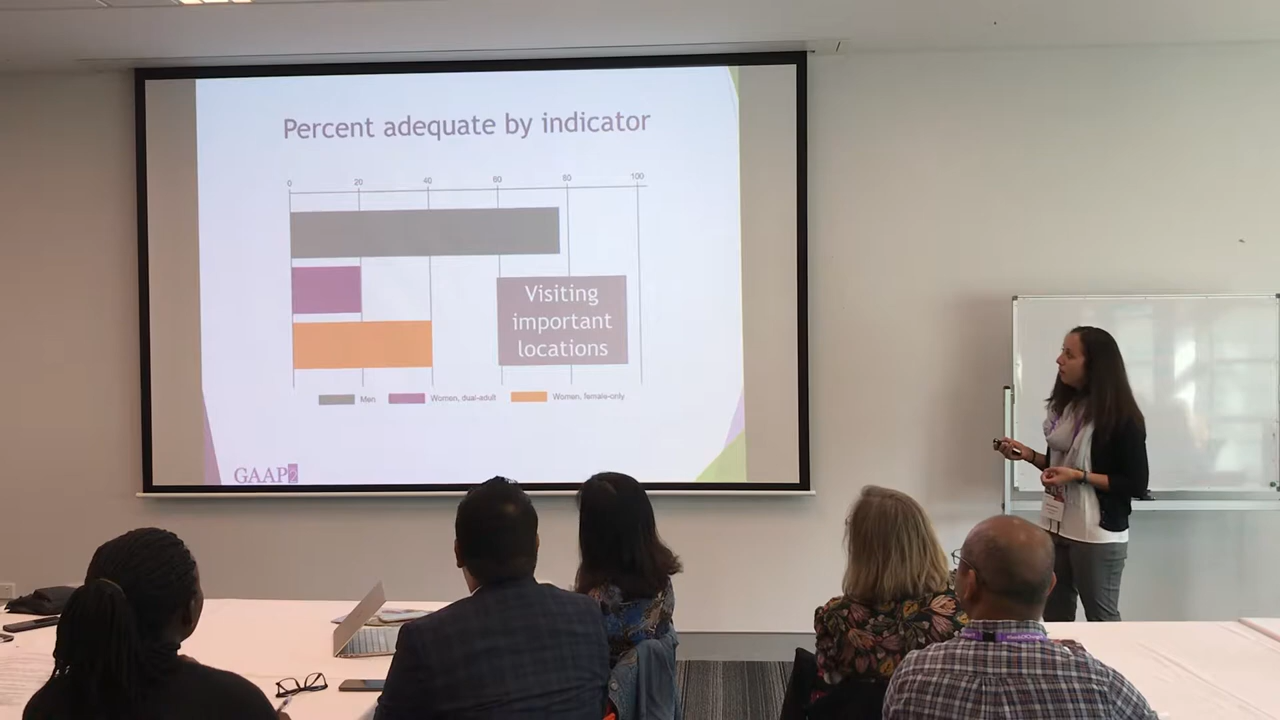 Percent adequate by indicator
0 20 40 60 80 100
Visiting
important
locations
Men Women, dual-adult Women, female-only
GAAP2